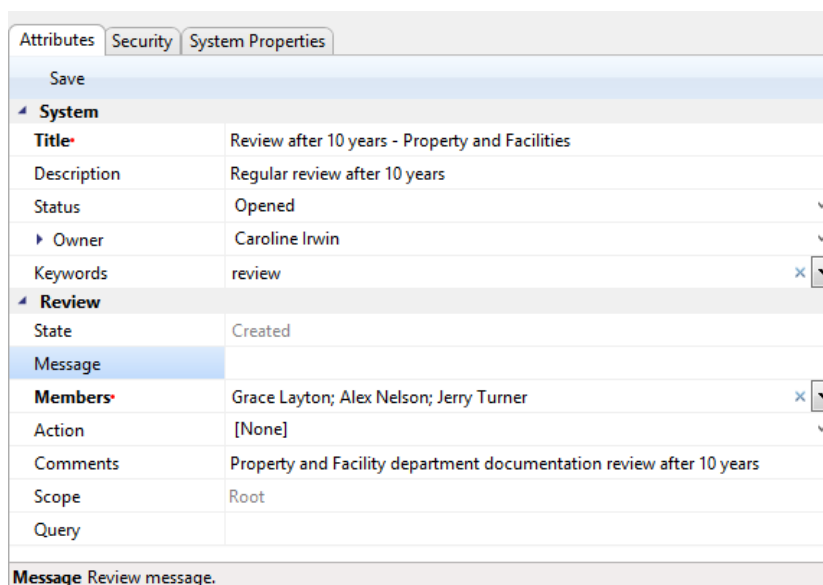 Attributes Security System Properties
Save
System
Title• Review after 10 years - Property and Facilities
Description Regular review after 10 years
Status Opened
Owner Caroline Irwin
Keywords review
Review
State Created
Message
Members• Grace Layton; Alex Nelson; Jerry Turner
Action [None]
Comments Property and Facility department documentation review after 10 years
Scope Root
Query
Message Review message.